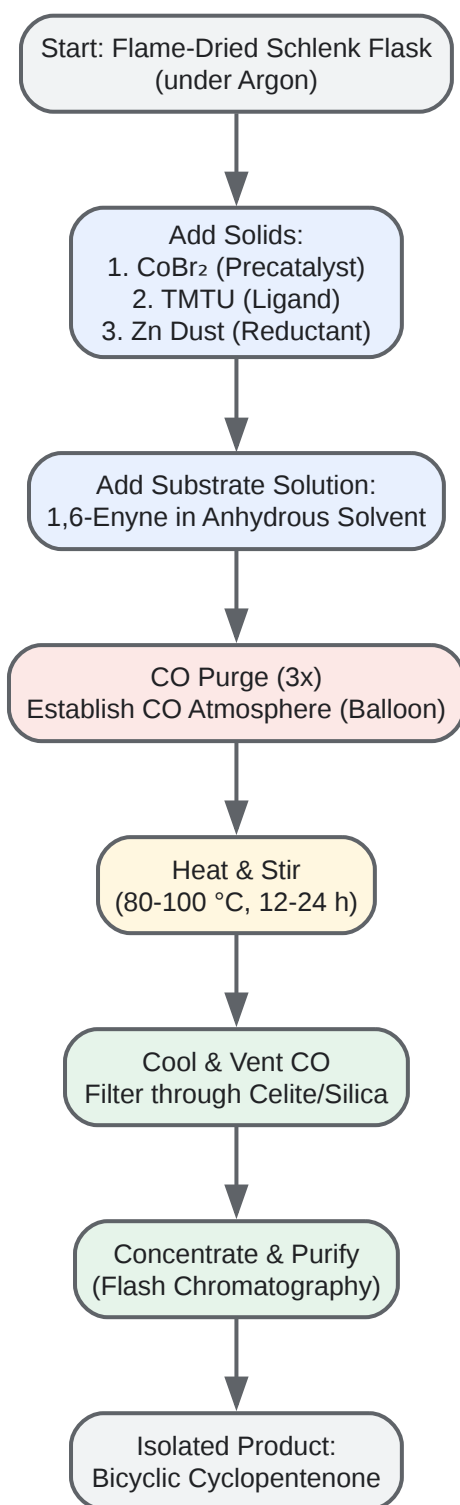 Start: Flame-Dried Schlenk Flask
(under Argon)
Add Solids:
1. CoBr₂ (Precatalyst)
2. TMTU (Ligand)
3. Zn Dust (Reductant)
Add Substrate Solution:
1,6-Enyne in Anhydrous Solvent
CO Purge (3x)
Establish CO Atmosphere (Balloon)
Heat & Stir
(80-100 °C, 12-24 h)
Cool & Vent CO
Filter through Celite/Silica
Concentrate & Purify
(Flash Chromatography)
Isolated Product:
Bicyclic Cyclopentenone